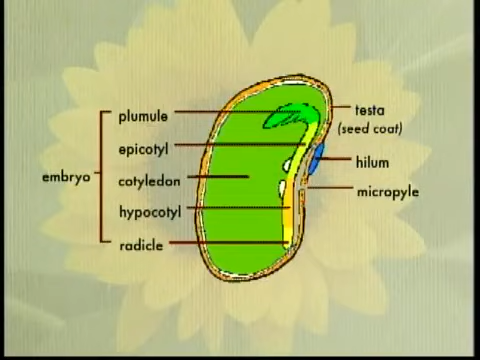 plumule
epicotyl
embryo
cotyledon
hypocotyl
radicle
testa
(seed coat)
hilum
micropyle